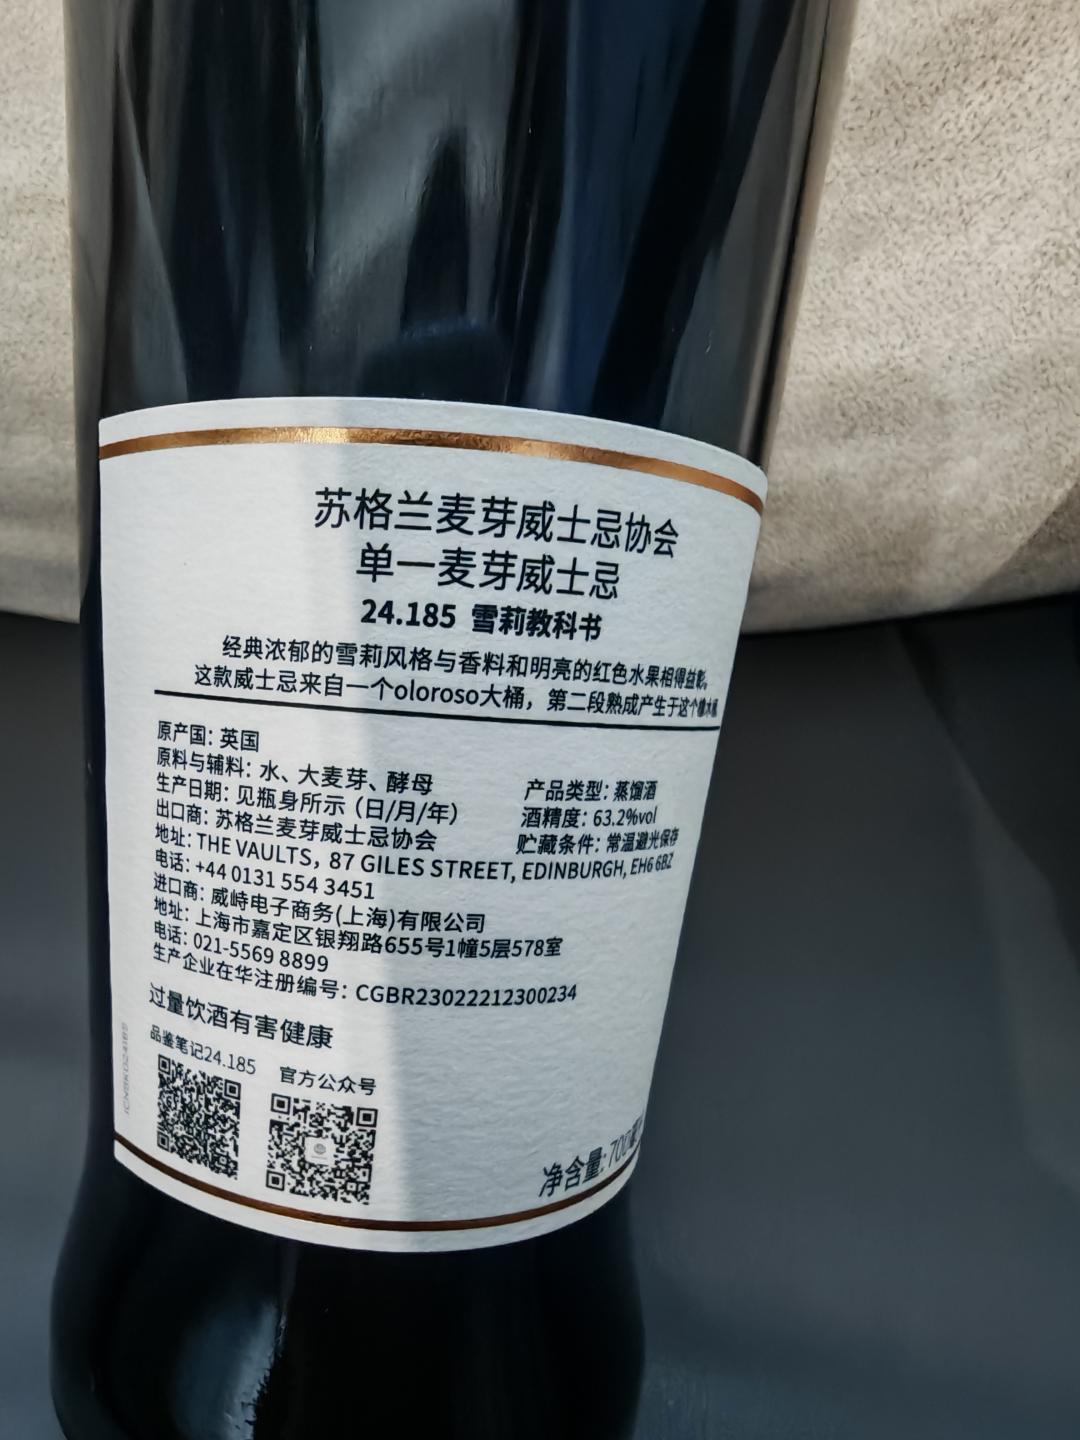 苏格兰麦芽威士忌协会
单一麦芽威士忌
24.185 雪莉教科书
经典浓郁的雪莉风格与香料和明亮的红色水果相得益彰。
这款威士忌来自一个oloroso大桶，第二段熟成产生于这个橡木桶
原产国：英国
原料与辅料：水、大麦芽、酵母
产品类型：蒸馏酒
生产日期：见瓶身所示（日/月/年）
酒精度：63.2%vol
出口商：苏格兰麦芽威士忌协会
贮藏条件：常温避光保存
地址：THE VAULTS，87 GILES STREET, EDINBURGH, EH6 6BZ
电话：+44 0131 554 3451
进口商：威峙电子商务(上海)有限公司
地址：上海市嘉定区银翔路655号1幢5层578室
电话：021-5569 8899
生产企业在华注册编号：CGBR23022212300234
过量饮酒有害健康
品鉴笔记24.185
官方公众号
净含量：700毫